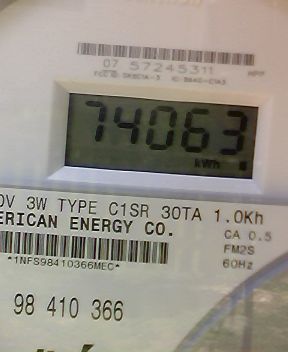 07 57245311
74063
kWh
0V 3W TYPE C1SR 30TA 1.0Kh
ERICAN ENERGY CO. CA 0.5
FM2S
*1NFS98410366MEC* 60Hz
98 410 366